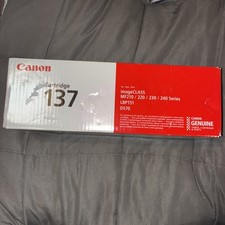 Canon
Cartridge
137
imageCLASS
MF210 / 220 / 230 / 240 Series
LBP151
D570
CANON
GENUINE